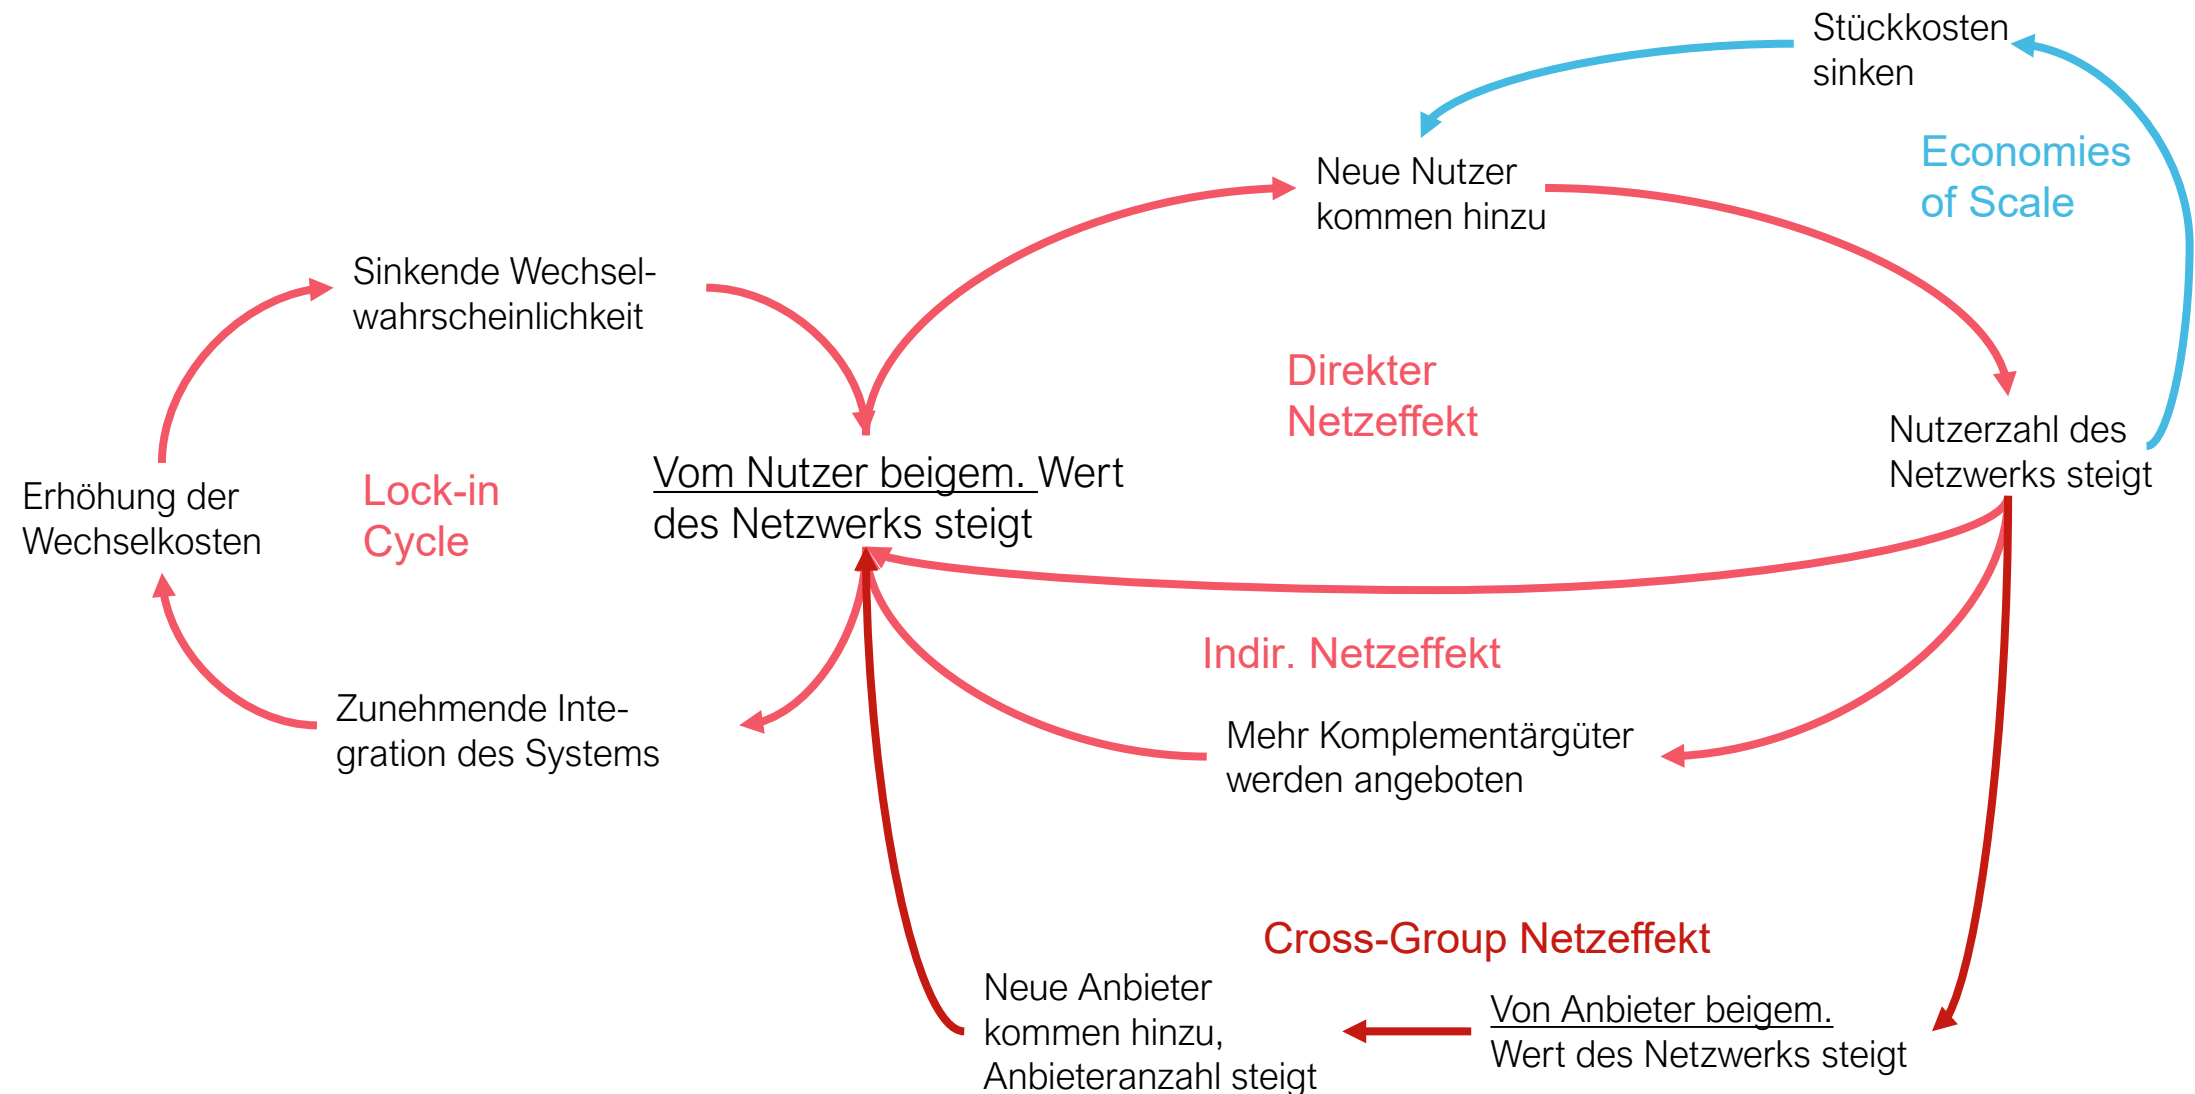 Stückkosten
sinken
Economies
of Scale
Neue Nutzer
kommen hinzu
Sinkende Wechsel-
wahrscheinlichkeit
Direkter
Netzeffekt
Nutzerzahl des
Netzwerks steigt
Vom Nutzer beigem. Wert
des Netzwerks steigt
Lock-in
Cycle
Erhöhung der
Wechselkosten
Indir. Netzeffekt
Zunehmende Inte-
gration des Systems
Mehr Komplementärgüter
werden angeboten
Cross-Group Netzeffekt
Neue Anbieter
kommen hinzu,
Anbieteranzahl steigt
Von Anbieter beigem.
Wert des Netzwerks steigt